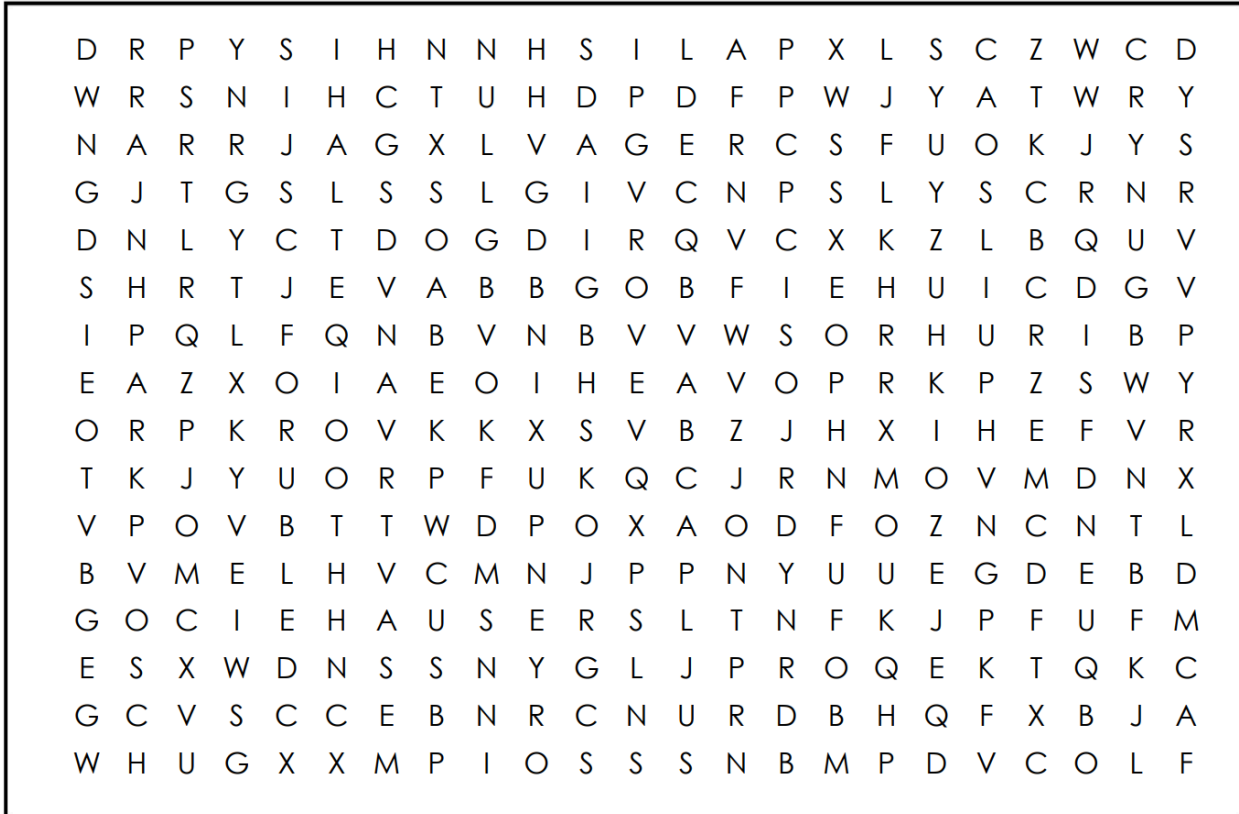 D R P Y S I H N N H S I L A P X L S C Z W C D
W R S N I H C T U H D P D F P W J Y A T W R Y
N A R R J A G X L V A G E R C S F U O K J Y S
G J T G S L S S L G I V C N P S L Y S C R N R
D N L Y C T D O G D I R Q V C X K Z L B Q U V
S H R T J E V A B B G O B F I E H U I C D G V
I P Q L F Q N B V N B V V W S O R H U R I B P
E A Z X O I A E O I H E A V O P R K P Z S W Y
O R P K R O V K K X S V B Z J H X I H E F V R
T K J Y U O R P F U K Q C J R N M O V M D N X
V P O V B T T W D P O X A O D F O Z N C N T L
B V M E L H V C M N J P P N Y U U E G D E B D
G O C I E H A U S E R S L T N F K J P F U F M
E S X W D N S S N Y G L J P R O Q E K T Q K C
G C V S C C E B N R C N U R D B H Q F X B J A
W H U G X X M P I O S S S N B M P D V C O L F